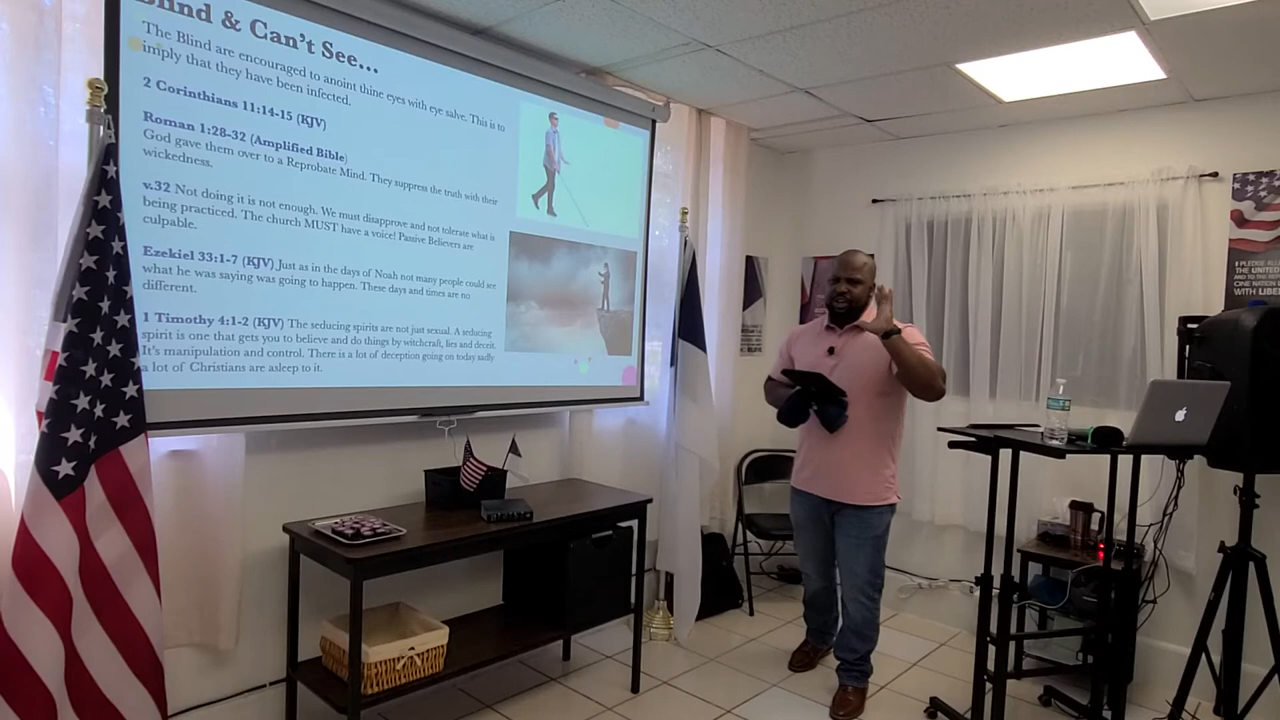 Blind & Can't See...
The Blind are encouraged to anoint thine eyes with eye salve. This is to
imply that they have been infected.
2 Corinthians 11:14-15 (KJV)
Roman 1:28-32 (Amplified Bible)
God gave them over to a Reprobate Mind. They suppress the truth with their
wickedness.
v.32 Not doing it is not enough. We must disapprove and not tolerate what is
being practiced. The church MUST have a voice! Passive Believers are
culpable.
Ezekiel 33:1-7 (KJV) Just as in the days of Noah not many people could see
what he was saying was going to happen. These days and times are no
different.
1 Timothy 4:1-2 (KJV) The seducing spirits are not just sexual. A seducing
spirit is one that gets you to believe and do things by witchcraft, lies and deceit.
It's manipulation and control. There is a lot of deception going on today sadly
a lot of Christians are asleep to it.
I PLEDGE ALLE
THE UNITED
AND TO THE REP
ONE NATION
WITH LIBER